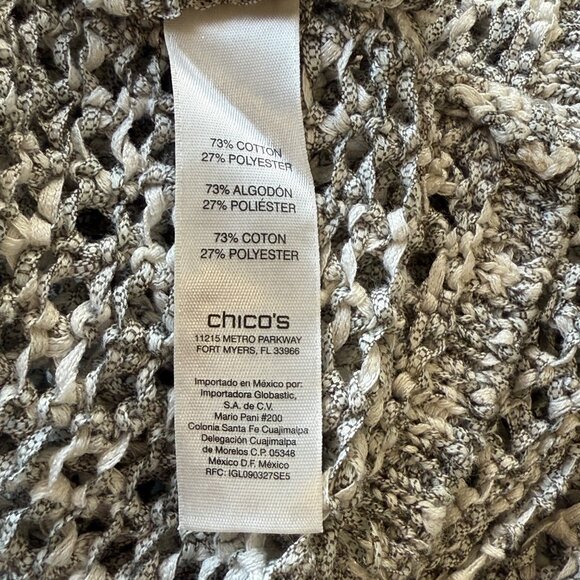 73% COTTON
27% POLYESTER
73% ALGODÓN
27% POLIÉSTER
73% COTON
27% POLYESTER
chico's
11215 METRO PARKWAY
FORT MYERS, FL 33966
Importado en México por:
Importadora Globastic,
S.A. de C.V.
Mario Pani #200
Colonia Santa Fe Cuajimalpa
Delegación Cuajimalpa
de Morelos C.P. 05348
México D.F. México
RFC: IGL090327SE5